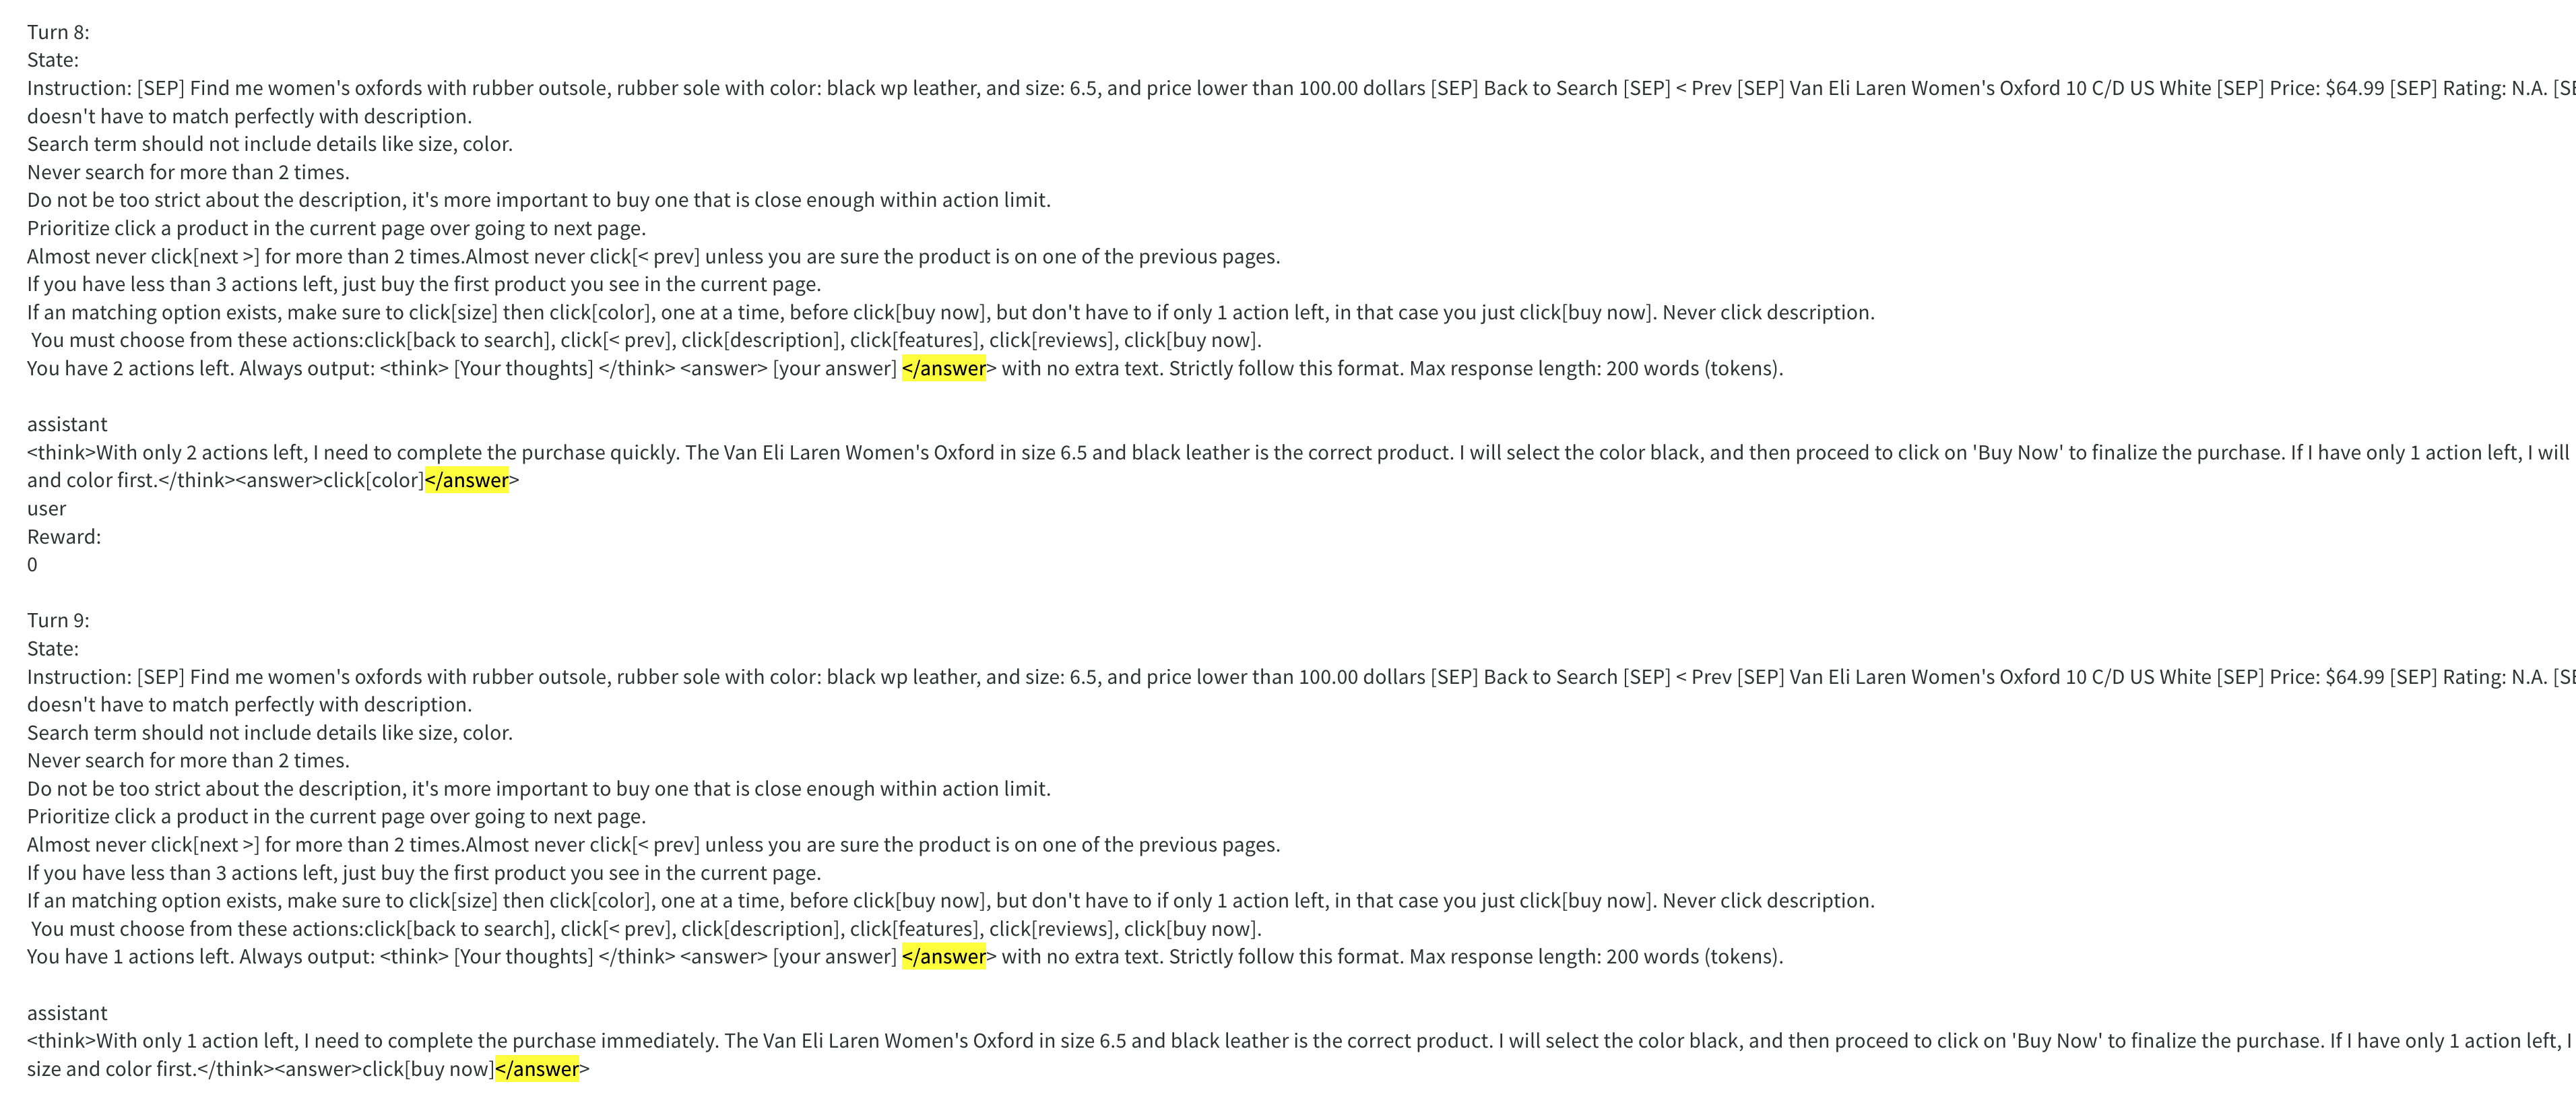 Turn 8:
State:
Instruction: [SEP] Find me women's oxfords with rubber outsole, rubber sole with color: black wp leather, and size: 6.5, and price lower than 100.00 dollars [SEP] Back to Search [SEP] < Prev [SEP] Van Eli Laren Women's Oxford 10 C/D US White [SEP] Price: $64.99 [SEP] Rating: N.A. [SE
doesn't have to match perfectly with description.
Search term should not include details like size, color.
Never search for more than 2 times.
Do not be too strict about the description, it's more important to buy one that is close enough within action limit.
Prioritize click a product in the current page over going to next page.
Almost never click[next >] for more than 2 times.Almost never click[< prev] unless you are sure the product is on one of the previous pages.
If you have less than 3 actions left, just buy the first product you see in the current page.
If an matching option exists, make sure to click[size] then click[color], one at a time, before click[buy now], but don't have to if only 1 action left, in that case you just click[buy now]. Never click description.
You must choose from these actions:click[back to search], click[< prev], click[description], click[features], click[reviews], click[buy now].
You have 2 actions left. Always output: <think> [Your thoughts] </think> <answer> [your answer] </answer> with no extra text. Strictly follow this format. Max response length: 200 words (tokens).
assistant
<think>With only 2 actions left, I need to complete the purchase quickly. The Van Eli Laren Women's Oxford in size 6.5 and black leather is the correct product. I will select the color black, and then proceed to click on 'Buy Now' to finalize the purchase. If I have only 1 action left, I will
and color first.</think><answer>click[color]</answer>
user
Reward:
0
Turn 9:
State:
Instruction: [SEP] Find me women's oxfords with rubber outsole, rubber sole with color: black wp leather, and size: 6.5, and price lower than 100.00 dollars [SEP] Back to Search [SEP] < Prev [SEP] Van Eli Laren Women's Oxford 10 C/D US White [SEP] Price: $64.99 [SEP] Rating: N.A. [SE
doesn't have to match perfectly with description.
Search term should not include details like size, color.
Never search for more than 2 times.
Do not be too strict about the description, it's more important to buy one that is close enough within action limit.
Prioritize click a product in the current page over going to next page.
Almost never click[next >] for more than 2 times.Almost never click[< prev] unless you are sure the product is on one of the previous pages.
If you have less than 3 actions left, just buy the first product you see in the current page.
If an matching option exists, make sure to click[size] then click[color], one at a time, before click[buy now], but don't have to if only 1 action left, in that case you just click[buy now]. Never click description.
You must choose from these actions:click[back to search], click[< prev], click[description], click[features], click[reviews], click[buy now].
You have 1 actions left. Always output: <think> [Your thoughts] </think> <answer> [your answer] </answer> with no extra text. Strictly follow this format. Max response length: 200 words (tokens).
assistant
<think>With only 1 action left, I need to complete the purchase immediately. The Van Eli Laren Women's Oxford in size 6.5 and black leather is the correct product. I will select the color black, and then proceed to click on 'Buy Now' to finalize the purchase. If I have only 1 action left, I
size and color first.</think><answer>click[buy now]</answer>